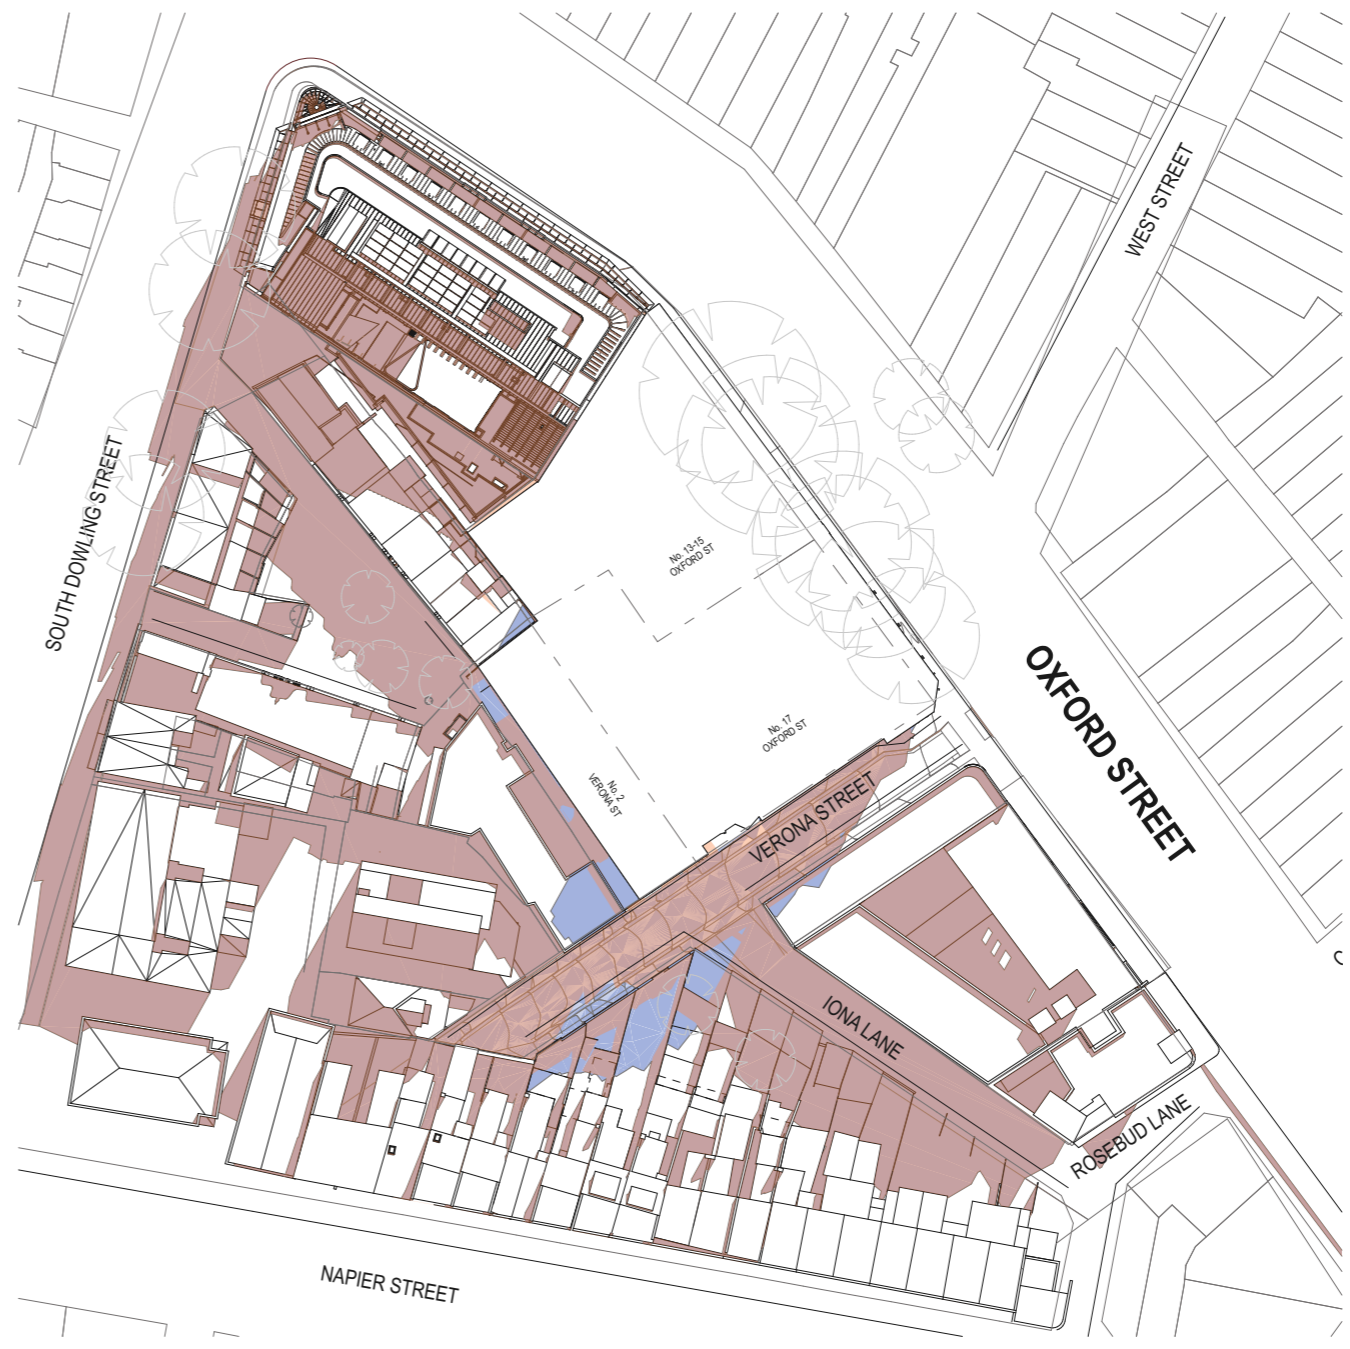 WEST STREET
SOUTH DOWLING STREET
No. 13-15
OXFORD ST
OXFORD STREET
No. 17
OXFORD ST
No. 2
VERONA ST
VERONA STREET
IONA LANE
ROSEBUD LANE
NAPIER STREET